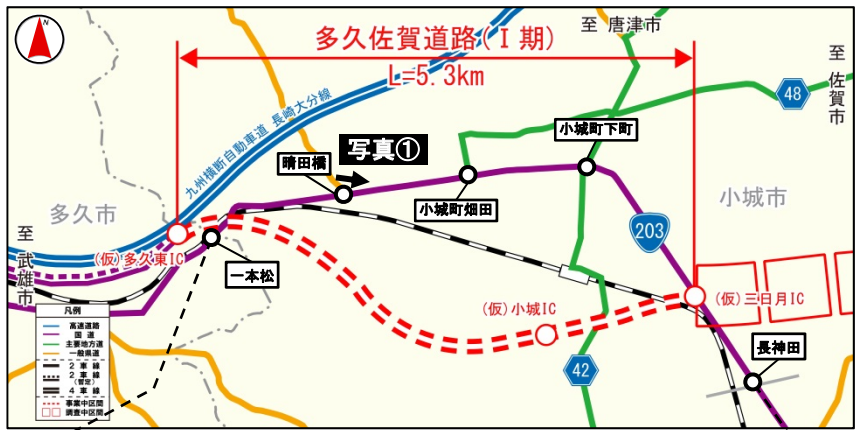 N
多久佐賀道路(Ⅰ期)
L=5.3km
至 唐津市
至 佐賀市
48
九州横断自動車道 長崎大分線
写真①
晴田橋
小城町下町
小城町畑田
多久市
小城市
203
至 武雄市
(仮)多久東IC
一本松
(仮)小城IC
(仮)三日月IC
42
長神田
凡例
高速道路
国道
主要地方道
一般県道
2車線
2車線
(暫定)
4車線
事業中区間
調査中区間